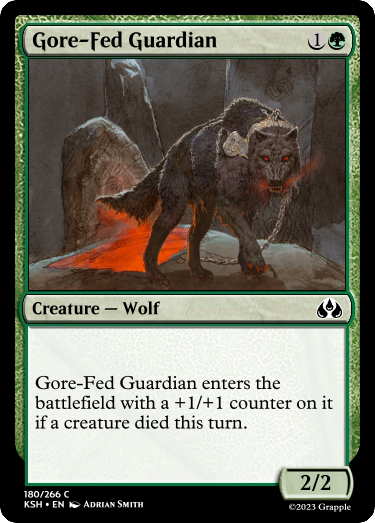 Gore-Fed Guardian 1
Creature — Wolf
Gore-Fed Guardian enters the
battlefield with a +1/+1 counter on it
if a creature died this turn.
2/2
180/266 C
KSH • EN Adrian Smith
©2023 Grapple